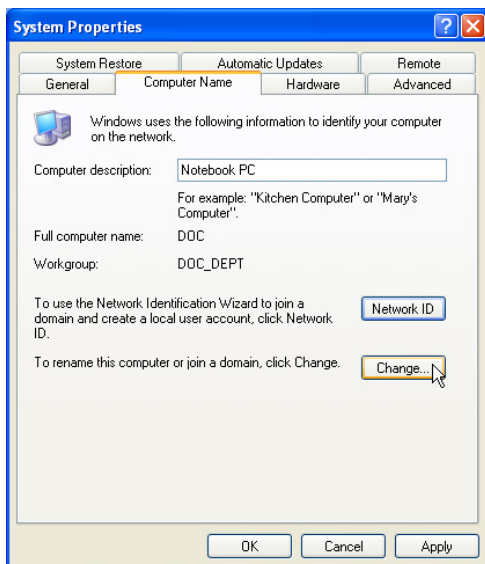 System Properties
System Restore Automatic Updates Remote
General Computer Name Hardware Advanced
Windows uses the following information to identify your computer
on the network.
Computer description: Notebook PC
For example: "Kitchen Computer" or "Mary's
Computer".
Full computer name: DOC
Workgroup: DOC_DEPT
To use the Network Identification Wizard to join a
domain and create a local user account, click Network
ID.
Network ID
To rename this computer or join a domain, click Change.
Change...
OK Cancel Apply